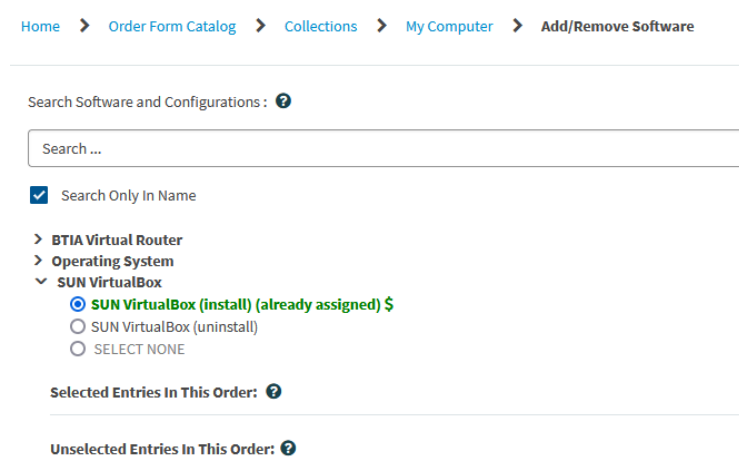 Home > Order Form Catalog > Collections > My Computer > Add/Remove Software
Search Software and Configurations : ?
Search ...
Search Only In Name
BTIA Virtual Router
Operating System
SUN VirtualBox
SUN VirtualBox (install) (already assigned) $
SUN VirtualBox (uninstall)
SELECT NONE
Selected Entries In This Order: ?
Unselected Entries In This Order: ?